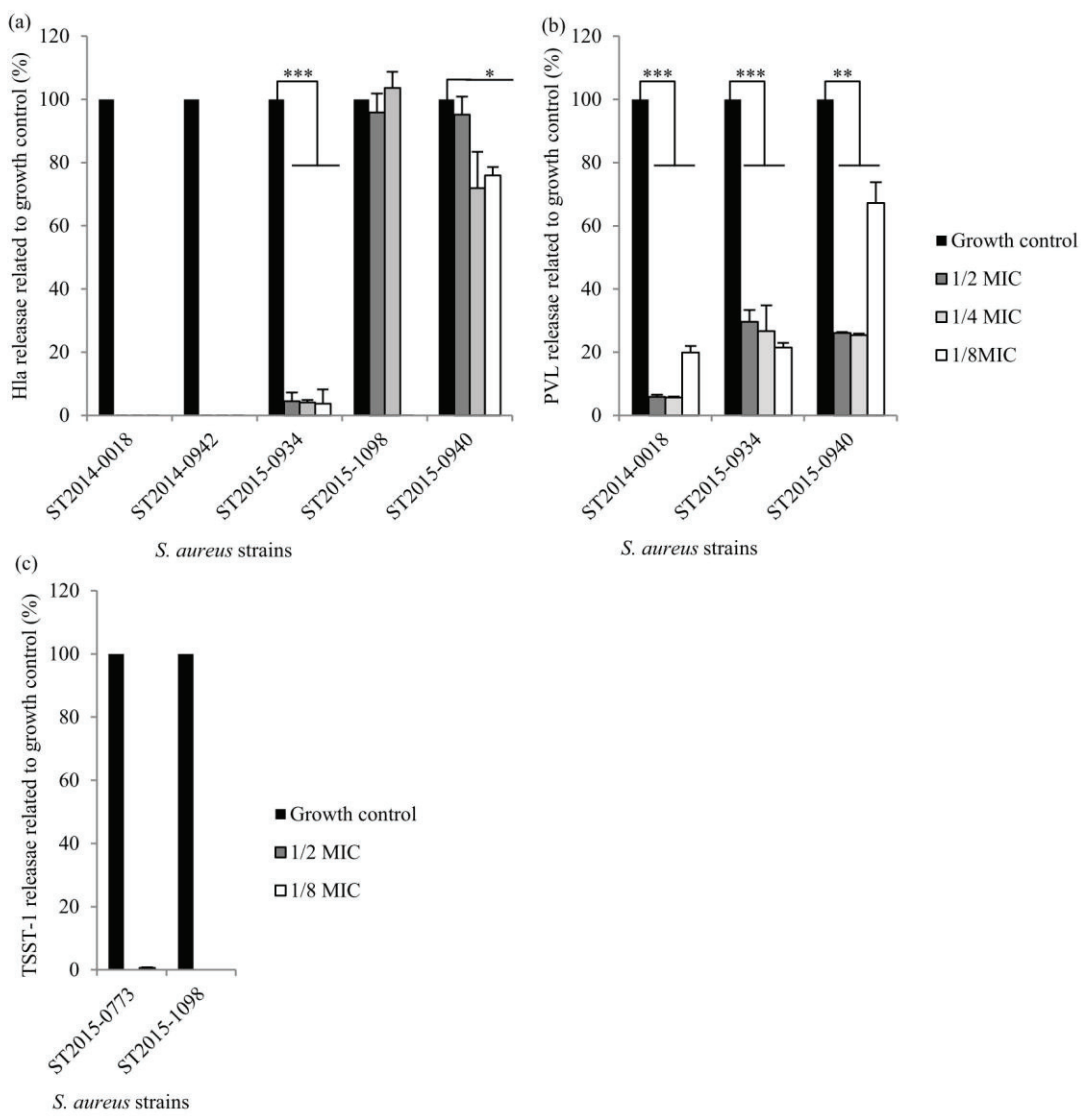 (a)
Hla releasae related to growth control (%)
120
100
80
60
40
20
0
***
*
ST2014-0018
ST2014-0942
ST2015-0934
ST2015-1098
ST2015-0940
S. aureus strains
(b)
PVL releasae related to growth control (%)
120
100
80
60
40
20
0
***
***
**
ST2014-0018
ST2015-0934
ST2015-0940
S. aureus strains
Growth control
1/2 MIC
1/4 MIC
1/8MIC
(c)
TSST-1 releasae related to growth control (%)
120
100
80
60
40
20
0
ST2015-0773
ST2015-1098
S. aureus strains
Growth control
1/2 MIC
1/8 MIC